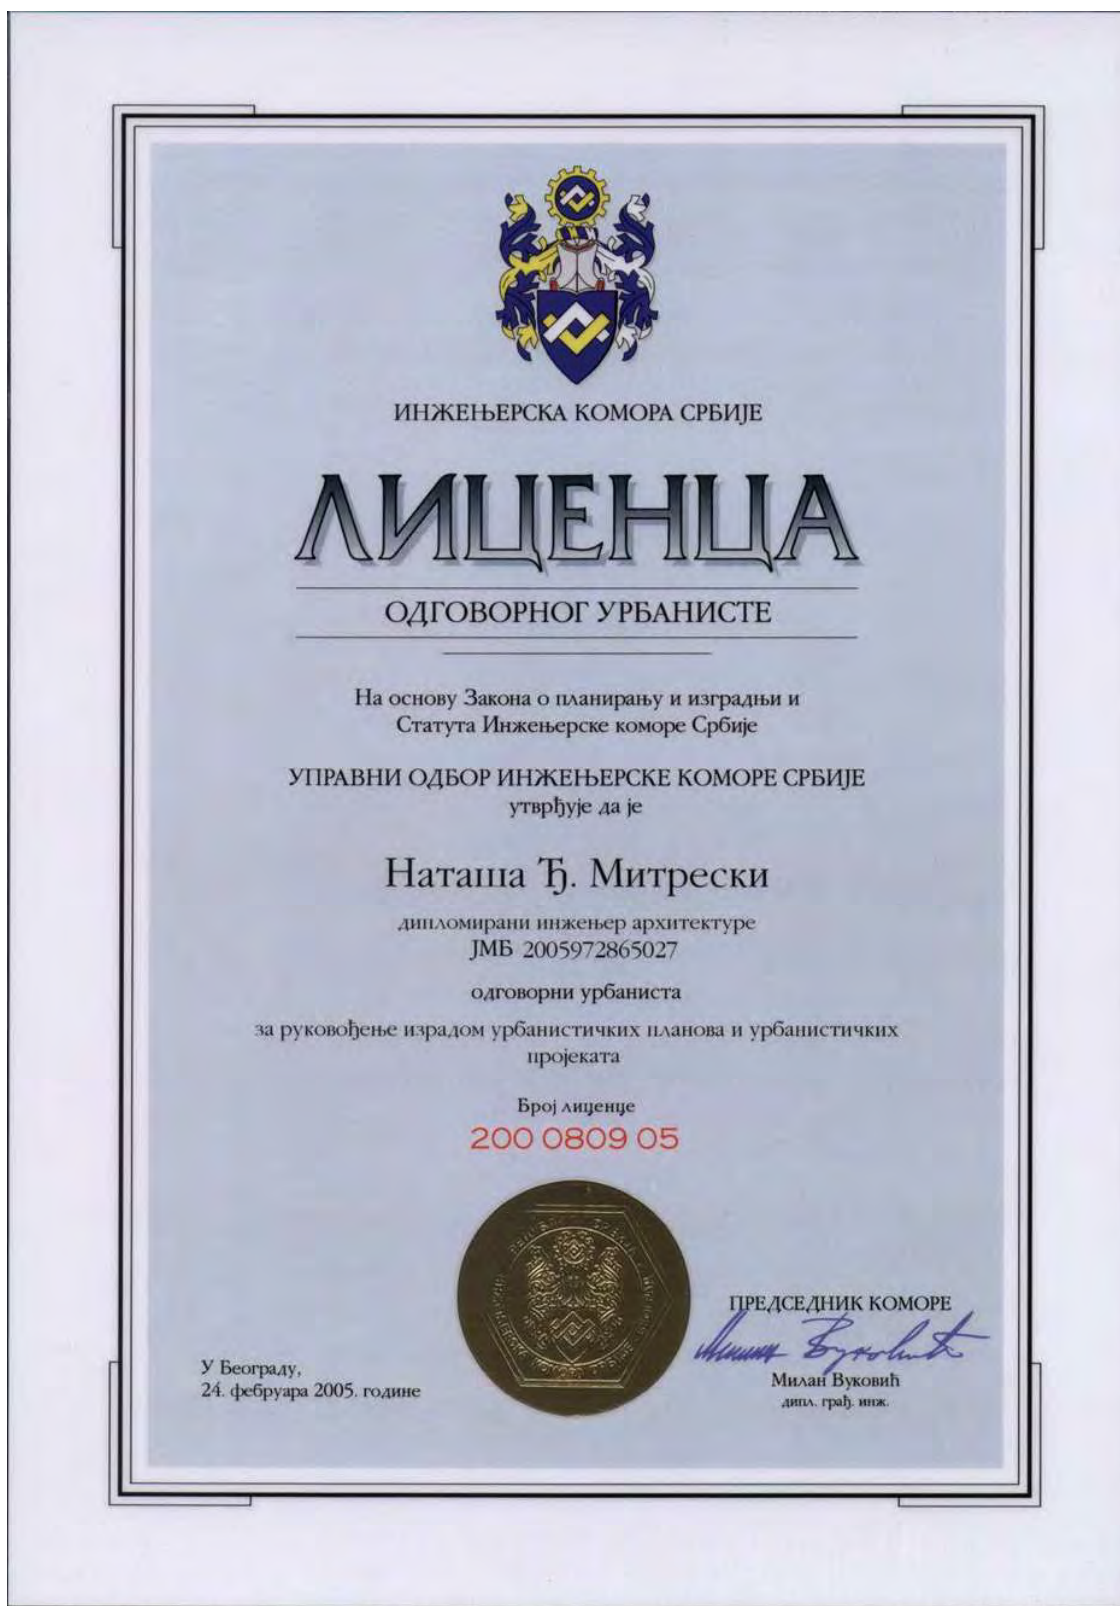 ИНЖЕЊЕРСКА КОМОРА СРБИЈЕ
ЛИЦЕНЦА
ОДГОВОРНОГ УРБАНИСТЕ
На основу Закона о планирању и изградњи и
Статута Инжењерске коморе Србије
УПРАВНИ ОДБОР ИНЖЕЊЕРСКЕ КОМОРЕ СРБИЈЕ
утврђује да је
Наташа Ђ. Митрески
дипломирани инжењер архитектуре
ЈМБ 2005972865027
одговорни урбаниста
за руковођење израдом урбанистичких планова и урбанистичких
пројеката
Број лиценце
200 0809 05
ПРЕДСЕДНИК КОМОРЕ
Милан Вуковић
дипл. грађ. инж.
У Београду,
24. фебруара 2005. године